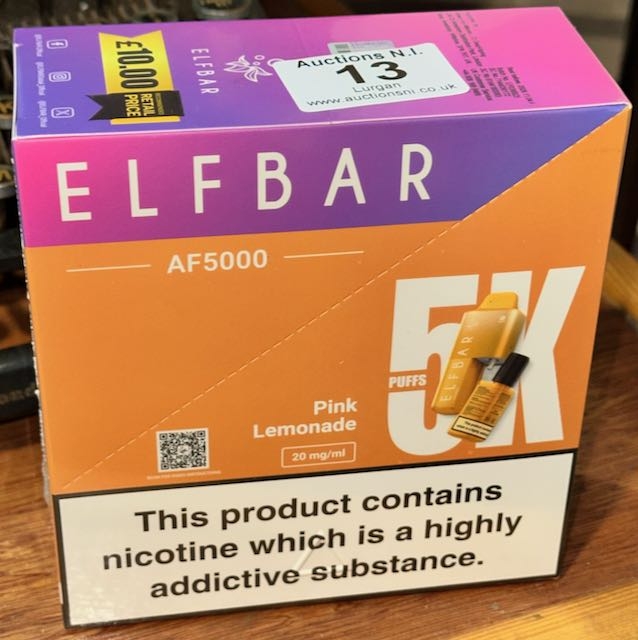 £10.00
RECOMMENDED
RETAIL
PRICE
ELFBAR
Auctions N.I.
13
Lurgan
www.auctionsni.co.uk
ELFBAR
AF5000
5K
PUFFS
ELFBAR
Pink
Lemonade
20 mg/ml
This product contains
nicotine which is a highly
addictive substance.